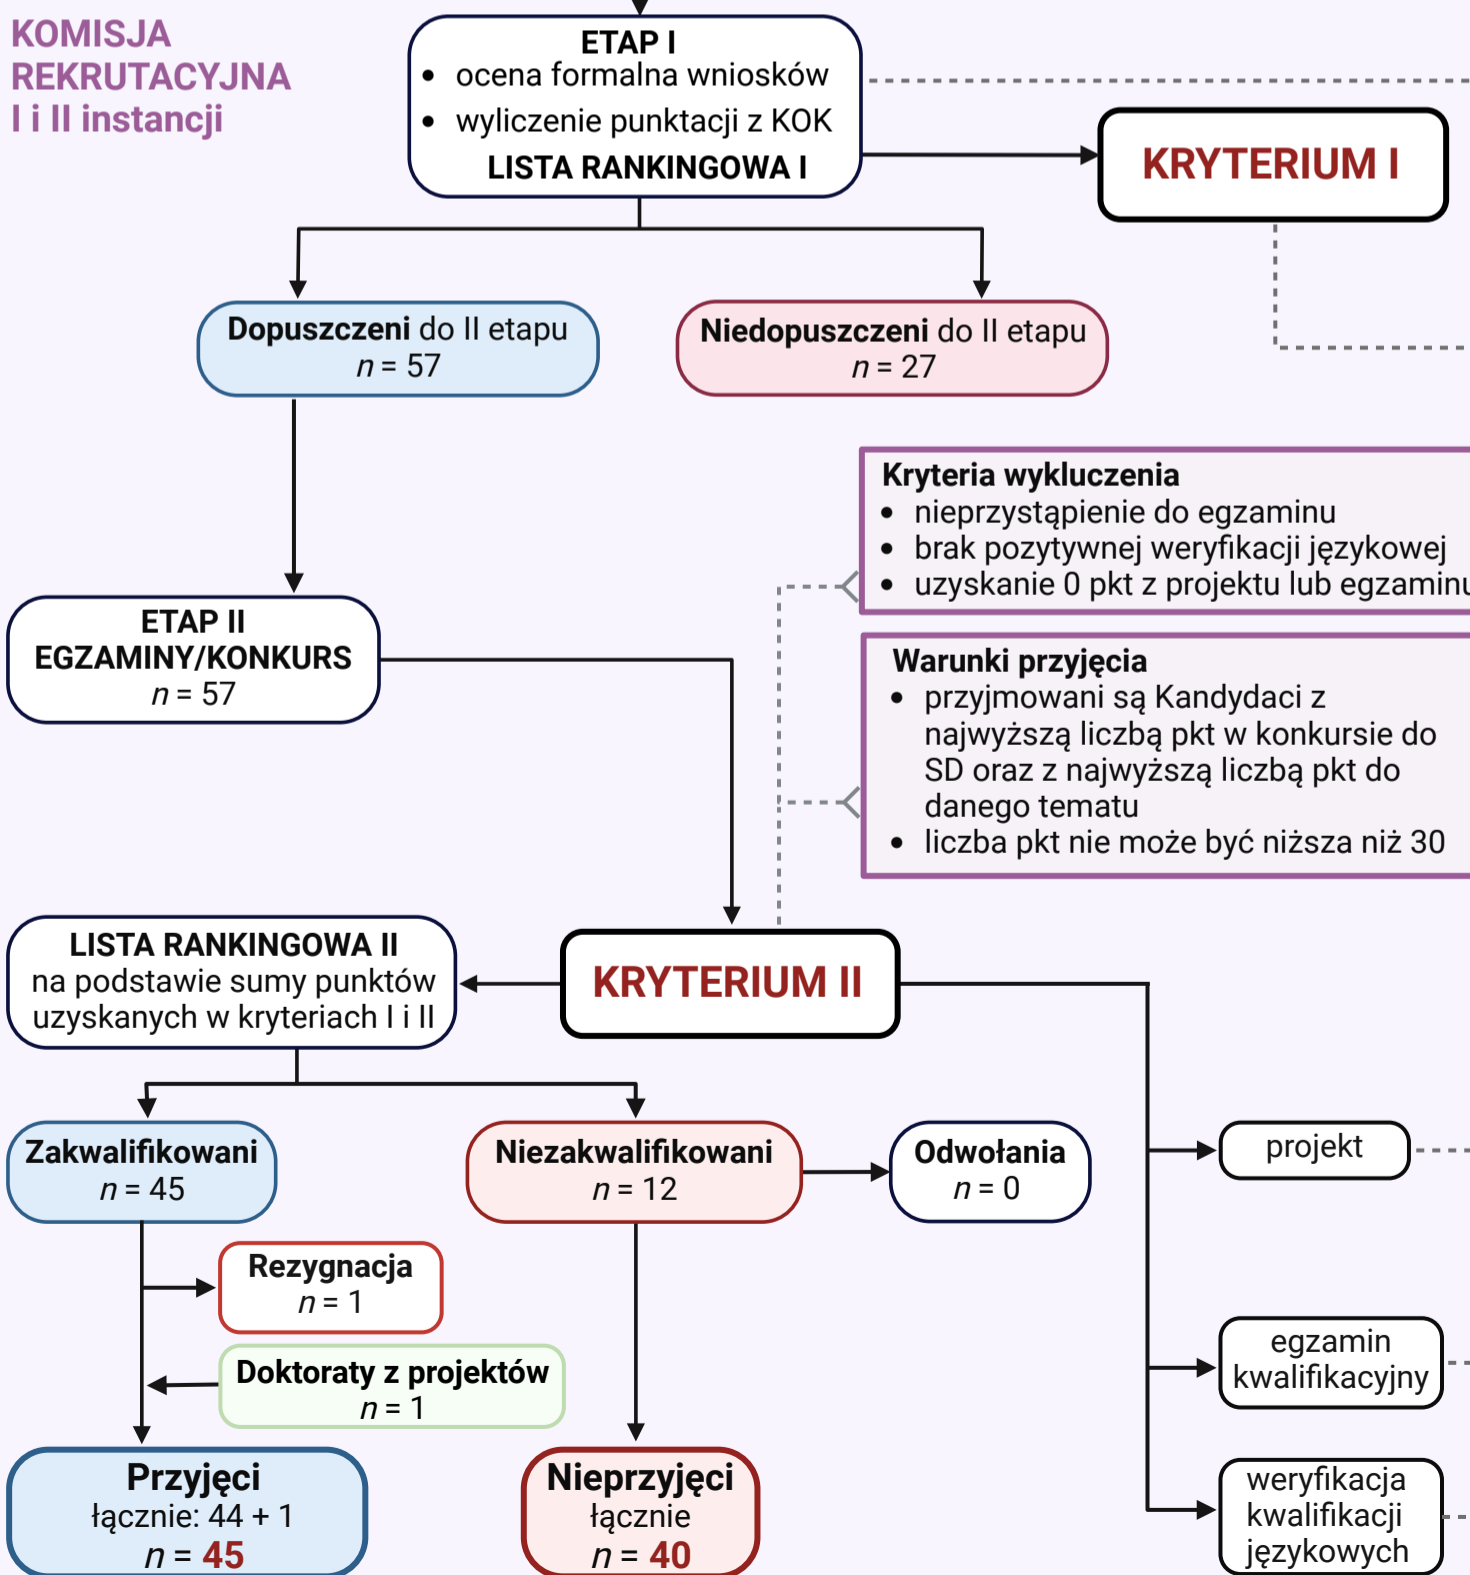 KOMISJA
REKRUTACYJNA
I i II instancji
ETAP I
• ocena formalna wniosków
• wyliczenie punktacji z KOK
LISTA RANKINGOWA I
KRYTERIUM I
Dopuszczeni do II etapu
n = 57
Niedopuszczeni do II etapu
n = 27
Kryteria wykluczenia
• nieprzystąpienie do egzaminu
• brak pozytywnej weryfikacji językowej
• uzyskanie 0 pkt z projektu lub egzaminu
ETAP II
EGZAMINY/KONKURS
n = 57
Warunki przyjęcia
• przyjmowani są Kandydaci z
najwyższą liczbą pkt w konkursie do
SD oraz z najwyższą liczbą pkt do
danego tematu
• liczba pkt nie może być niższa niż 30
LISTA RANKINGOWA II
na podstawie sumy punktów
uzyskanych w kryteriach I i II
KRYTERIUM II
Zakwalifikowani
n = 45
Niezakwalifikowani
n = 12
Odwołania
n = 0
projekt
Rezygnacja
n = 1
Doktoraty z projektów
n = 1
egzamin
kwalifikacyjny
Przyjęci
łącznie: 44 + 1
n = 45
Nieprzyjęci
łącznie
n = 40
weryfikacja
kwalifikacji
językowych